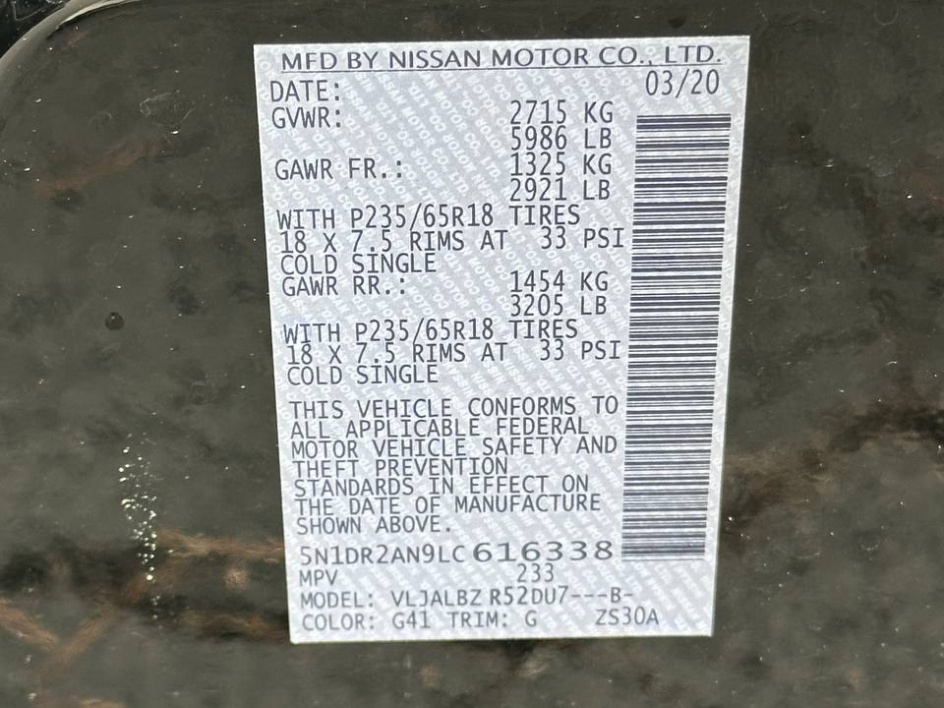 MFD BY NISSAN MOTOR CO., LTD.
DATE: 03/20
GVWR: 2715 KG
5986 LB
GAWR FR.: 1325 KG
2921 LB
WITH P235/65R18 TIRES
18 X 7.5 RIMS AT 33 PSI
COLD SINGLE
GAWR RR.: 1454 KG
3205 LB
WITH P235/65R18 TIRES
18 X 7.5 RIMS AT 33 PSI
COLD SINGLE
THIS VEHICLE CONFORMS TO
ALL APPLICABLE FEDERAL
MOTOR VEHICLE SAFETY AND
THEFT PREVENTION
STANDARDS IN EFFECT ON
THE DATE OF MANUFACTURE
SHOWN ABOVE.
5N1DR2AN9LC616338
MPV 233
MODEL: VLJALBZ R52DU7---B-
COLOR: G41 TRIM: G ZS30A